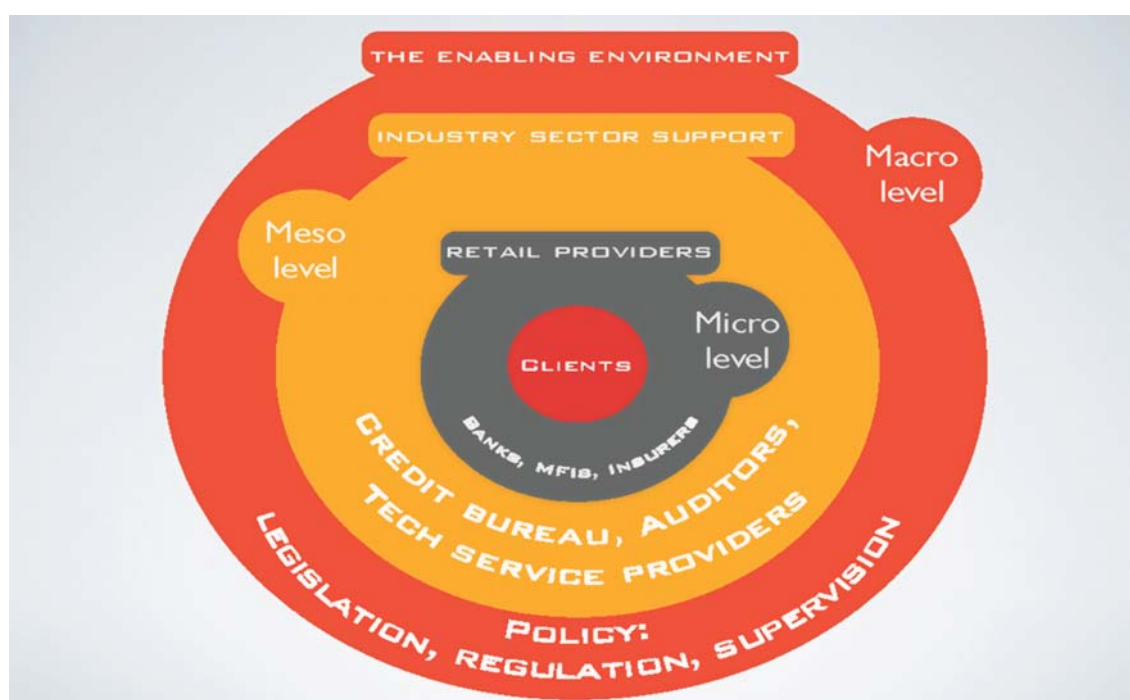 THE ENABLING ENVIRONMENT
INDUSTRY SECTOR SUPPORT
Macro
level
Meso
level
RETAIL PROVIDERS
Micro
level
CLIENTS
BANKS, MFIS, INSURERS
CREDIT BUREAU, AUDITORS,
TECH SERVICE PROVIDERS
POLICY:
LEGISLATION, REGULATION, SUPERVISION